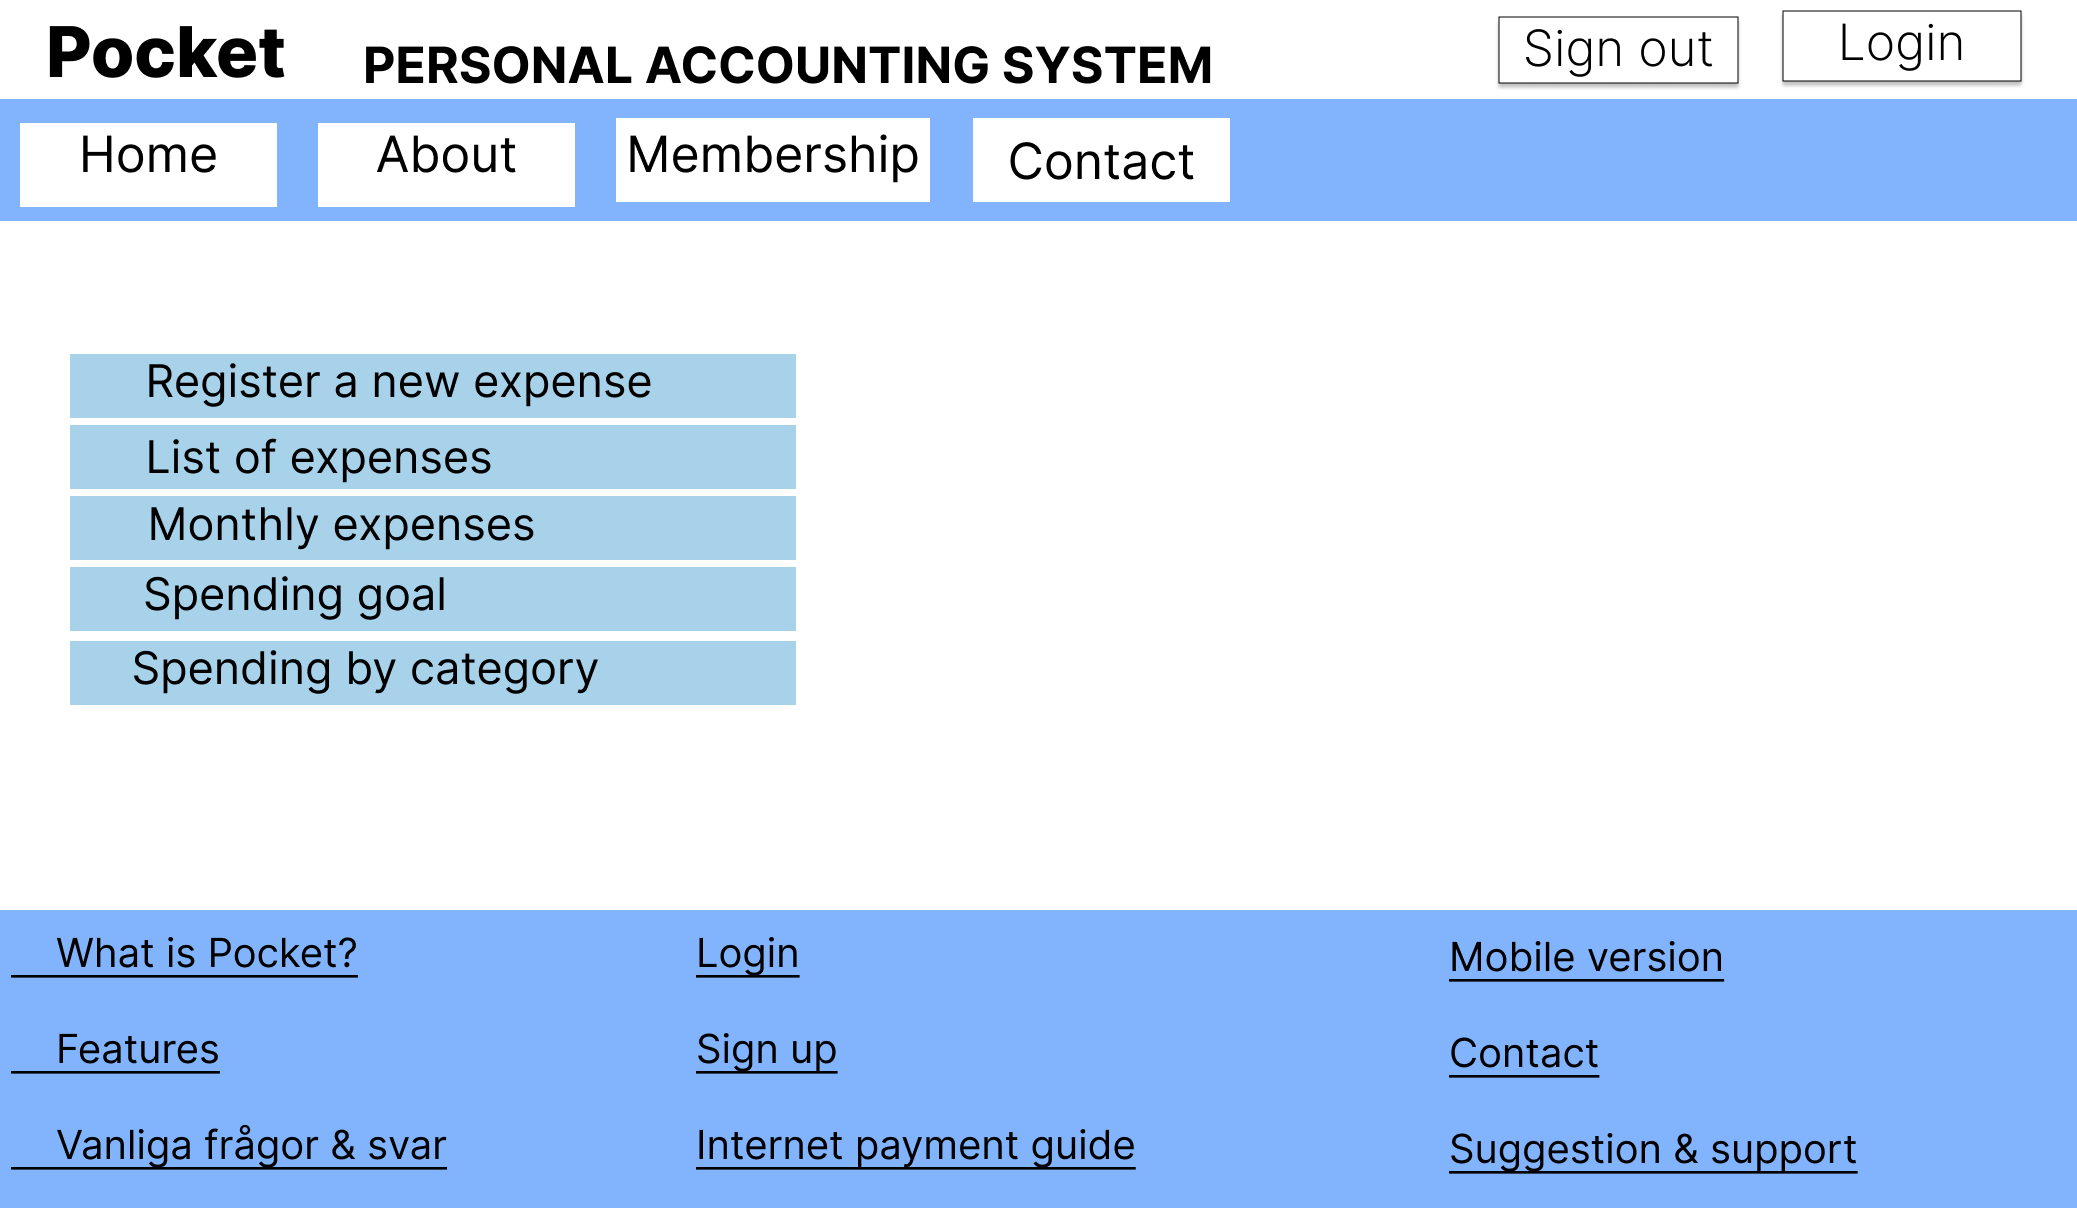 Pocket
PERSONAL ACCOUNTING SYSTEM
Sign out
Login
Home
About
Membership
Contact
Register a new expense
List of expenses
Monthly expenses
Spending goal
Spending by category
What is Pocket?
Features
Vanliga frågor & svar
Login
Sign up
Internet payment guide
Mobile version
Contact
Suggestion & support